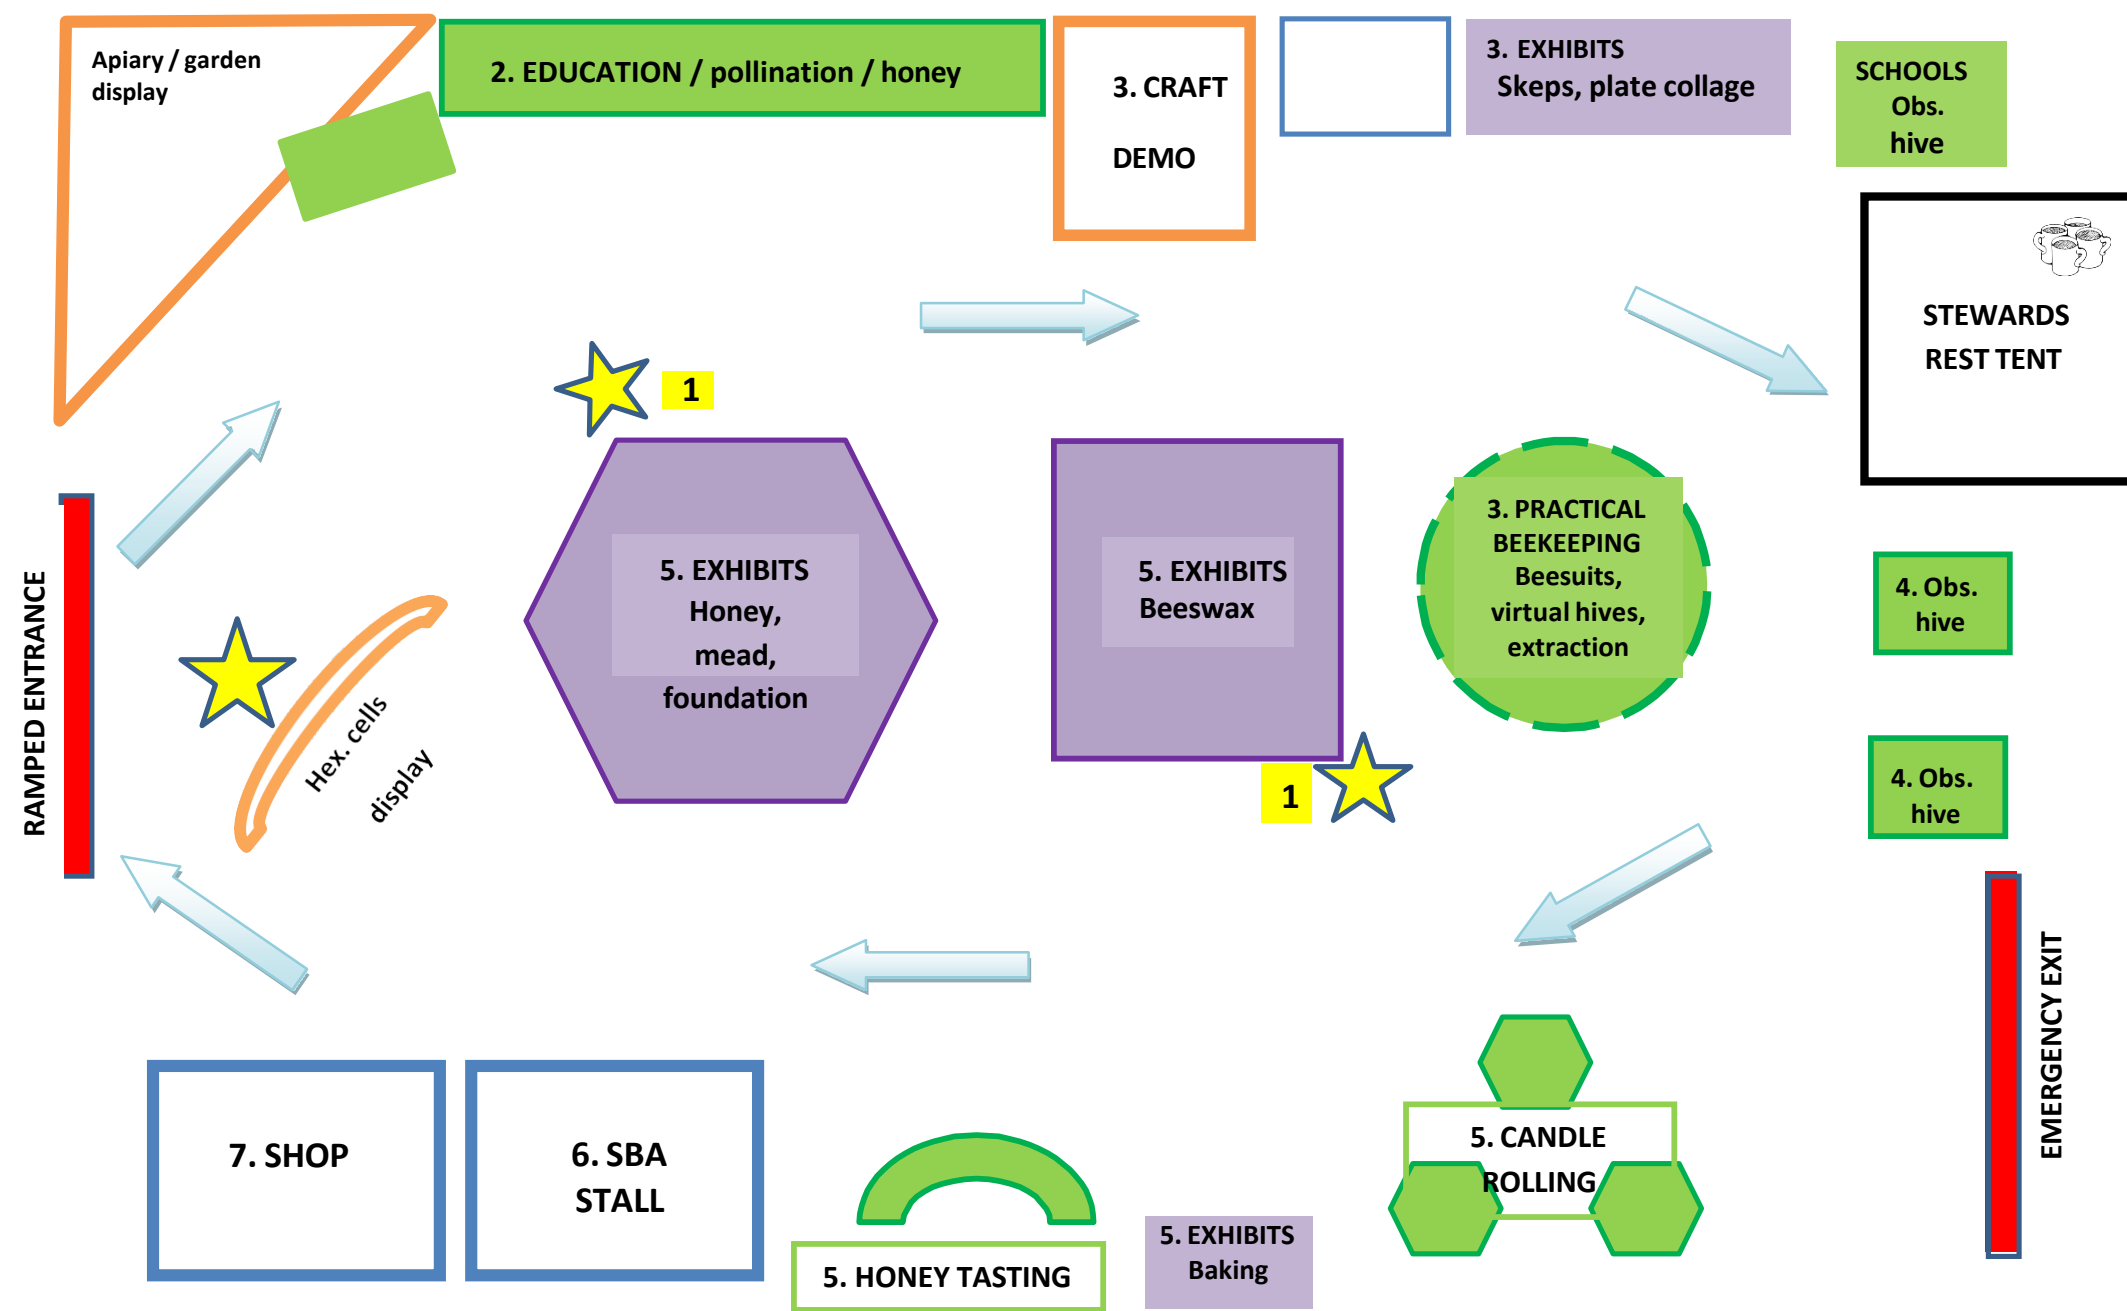 Apiary / garden
display
2. EDUCATION / pollination / honey
3. CRAFT
DEMO
3. EXHIBITS
Skeps, plate collage
SCHOOLS
Obs.
hive
STEWARDS
REST TENT
1
RAMPED ENTRANCE
Hex. cells
display
5. EXHIBITS
Honey,
mead,
foundation
5. EXHIBITS
Beeswax
3. PRACTICAL
BEEKEEPING
Beesuits,
virtual hives,
extraction
4. Obs.
hive
4. Obs.
hive
1
EMERGENCY EXIT
7. SHOP
6. SBA
STALL
5. HONEY TASTING
5. EXHIBITS
Baking
5. CANDLE
ROLLING